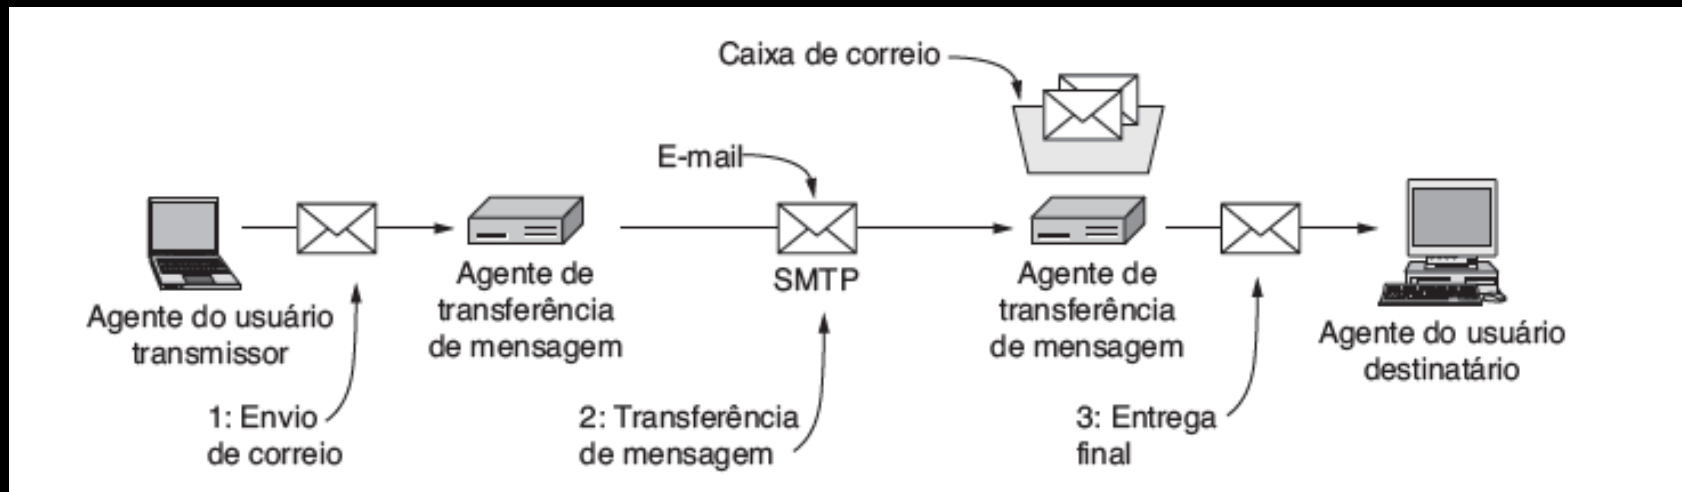 Caixa de correio
E-mail
Agente do usuário
transmissor
Agente de
transferência
de mensagem
SMTP
Agente de
transferência
de mensagem
Agente do usuário
destinatário
1: Envio
de correio
2: Transferência
de mensagem
3: Entrega
final